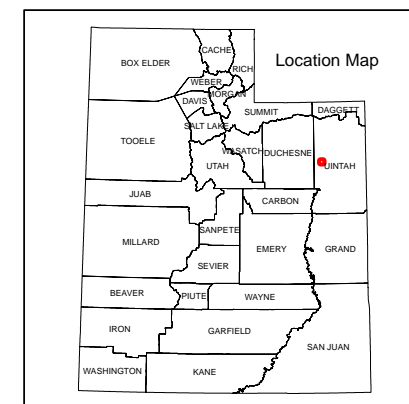 Location Map
CACHE
BOX ELDER
RICH
WEBER
MORGAN
DAVIS
SUMMIT
DAGGETT
SALT LAKE
TOOELE
WASATCH
DUCHESNE
UTAH
UINTAH
JUAB
CARBON
SANPETE
MILLARD
EMERY
GRAND
SEVIER
BEAVER
PIUTE
WAYNE
IRON
GARFIELD
SAN JUAN
WASHINGTON
KANE